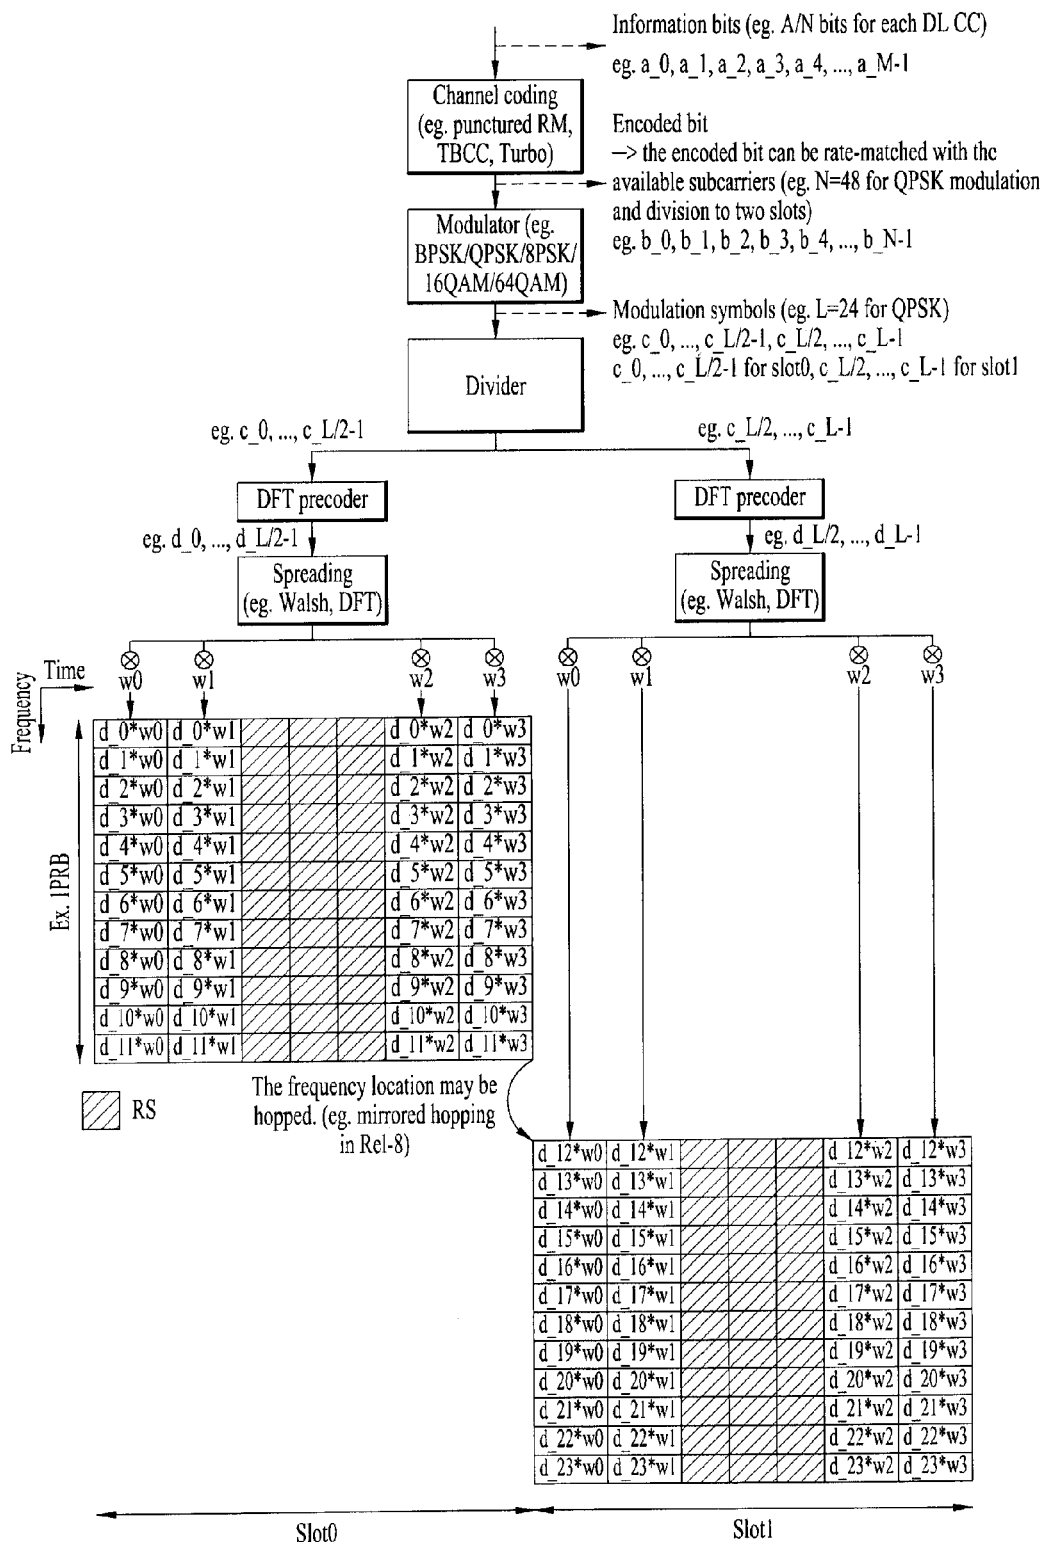 Information bits (eg. A/N bits for each DL CC)
eg. a_0, a_1, a_2, a_3, a_4, ..., a_M-1
Channel coding
(eg. punctured RM,
TBCC, Turbo)
Encoded bit
—> the encoded bit can be rate-matched with thc
available subcarriers (eg. N=48 for QPSK modulation
and division to two slots)
eg. b_0, b_1, b_2, b_3, b_4, ..., b_N-1
Modulator (eg.
BPSK/QPSK/8PSK/
16QAM/64QAM)
Modulation symbols (eg. L=24 for QPSK)
eg. c_0, ..., c_L/2-1, c_L/2, ..., c_L-1
c_0, ..., c_L/2-1 for slot0, c_L/2, ..., c_L-1 for slot1
Divider
eg. c_0, ..., c_L/2-1
eg. c_L/2, ..., c_L-1
DFT precoder
DFT precoder
eg. d_0, ..., d_L/2-1
eg. d_L/2, ..., d_L-1
Spreading
(eg. Walsh, DFT)
Spreading
(eg. Walsh, DFT)
Time
Frequency
w0 w1 w2 w3
w0 w1 w2 w3
d_0*w0 d_0*w1 d_0*w2 d_0*w3
d_1*w0 d_1*w1 d_1*w2 d_1*w3
d_2*w0 d_2*w1 d_2*w2 d_2*w3
d_3*w0 d_3*w1 d_3*w2 d_3*w3
d_4*w0 d_4*w1 d_4*w2 d_4*w3
d_5*w0 d_5*w1 d_5*w2 d_5*w3
d_6*w0 d_6*w1 d_6*w2 d_6*w3
d_7*w0 d_7*w1 d_7*w2 d_7*w3
d_8*w0 d_8*w1 d_8*w2 d_8*w3
d_9*w0 d_9*w1 d_9*w2 d_9*w3
d_10*w0 d_10*w1 d_10*w2 d_10*w3
d_11*w0 d_11*w1 d_11*w2 d_11*w3
Ex. 1PRB
RS
The frequency location may be
hopped. (eg. mirrored hopping
in Rel-8)
d_12*w0 d_12*w1 d_12*w2 d_12*w3
d_13*w0 d_13*w1 d_13*w2 d_13*w3
d_14*w0 d_14*w1 d_14*w2 d_14*w3
d_15*w0 d_15*w1 d_15*w2 d_15*w3
d_16*w0 d_16*w1 d_16*w2 d_16*w3
d_17*w0 d_17*w1 d_17*w2 d_17*w3
d_18*w0 d_18*w1 d_18*w2 d_18*w3
d_19*w0 d_19*w1 d_19*w2 d_19*w3
d_20*w0 d_20*w1 d_20*w2 d_20*w3
d_21*w0 d_21*w1 d_21*w2 d_21*w3
d_22*w0 d_22*w1 d_22*w2 d_22*w3
d_23*w0 d_23*w1 d_23*w2 d_23*w3
Slot0
Slot1